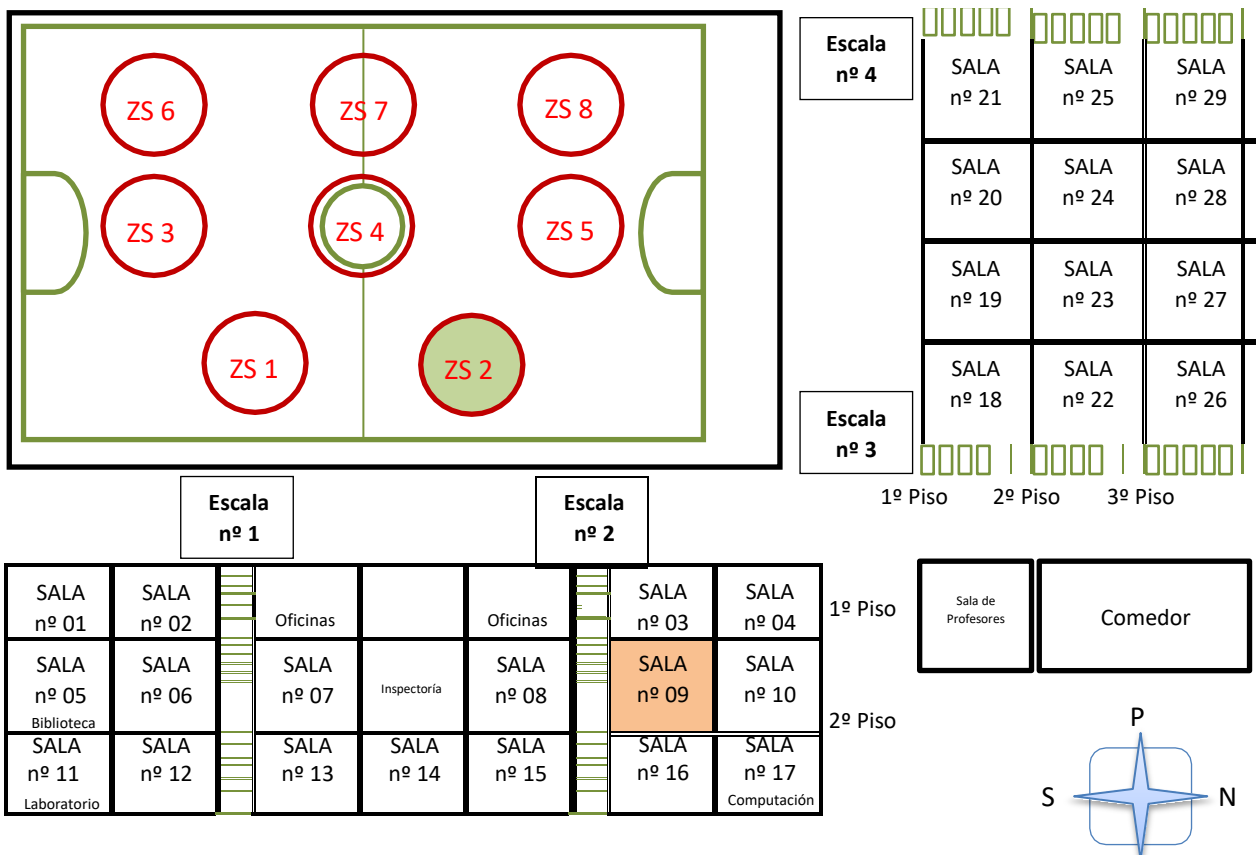 ZS 6
ZS 7
ZS 8
ZS 3
ZS 4
ZS 5
ZS 1
ZS 2
Escala
nº 4
SALA
nº 21
SALA
nº 25
SALA
nº 29
SALA
nº 20
SALA
nº 24
SALA
nº 28
SALA
nº 19
SALA
nº 23
SALA
nº 27
SALA
nº 18
SALA
nº 22
SALA
nº 26
Escala
nº 3
1º Piso
2º Piso
3º Piso
Escala
nº 1
Escala
nº 2
SALA
nº 01
SALA
nº 02
Oficinas
Oficinas
SALA
nº 03
SALA
nº 04
1º Piso
SALA
nº 05
Biblioteca
SALA
nº 06
SALA
nº 07
Inspectoría
SALA
nº 08
SALA
nº 09
SALA
nº 10
2º Piso
SALA
nº 11
Laboratorio
SALA
nº 12
SALA
nº 13
SALA
nº 14
SALA
nº 15
SALA
nº 16
SALA
nº 17
Computación
Sala de
Profesores
Comedor
P
S
N